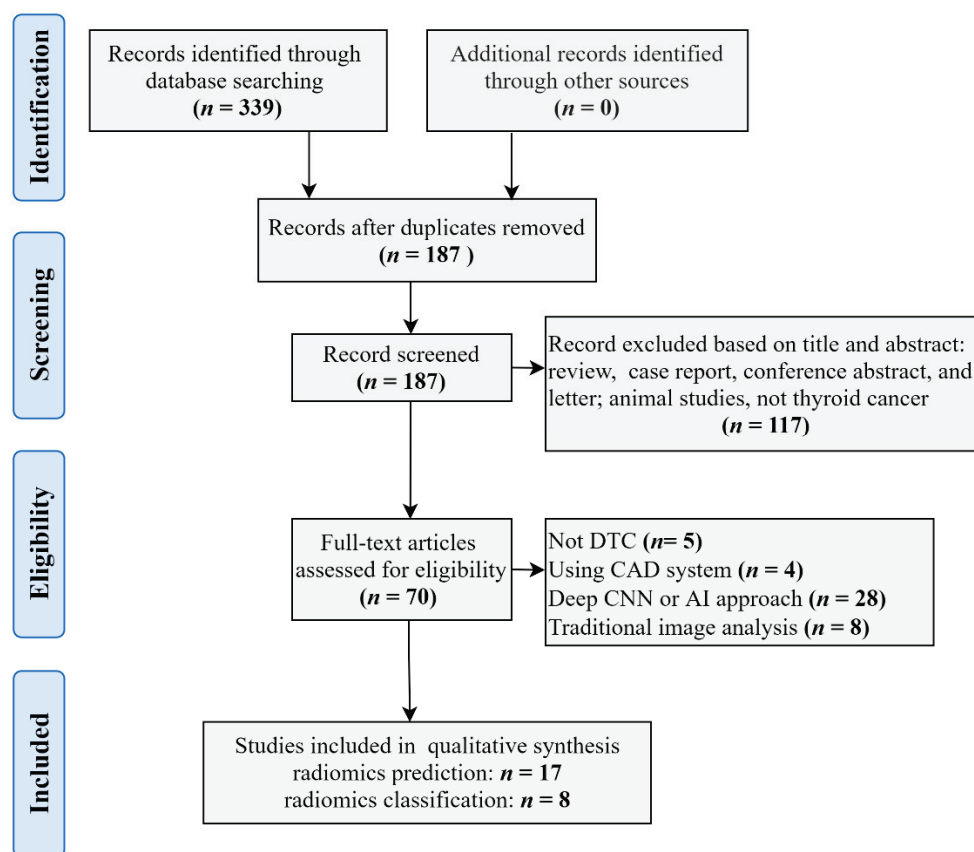 Identification
Records identified through
database searching
(n = 339)
Additional records identified
through other sources
(n = 0)
Records after duplicates removed
(n = 187 )
Screening
Record screened
(n = 187)
Record excluded based on title and abstract:
review, case report, conference abstract, and
letter; animal studies, not thyroid cancer
(n = 117)
Eligibility
Full-text articles
assessed for eligibility
(n = 70)
Not DTC (n= 5)
Using CAD system (n = 4)
Deep CNN or AI approach (n = 28)
Traditional image analysis (n = 8)
Included
Studies included in qualitative synthesis
radiomics prediction: n = 17
radiomics classification: n = 8